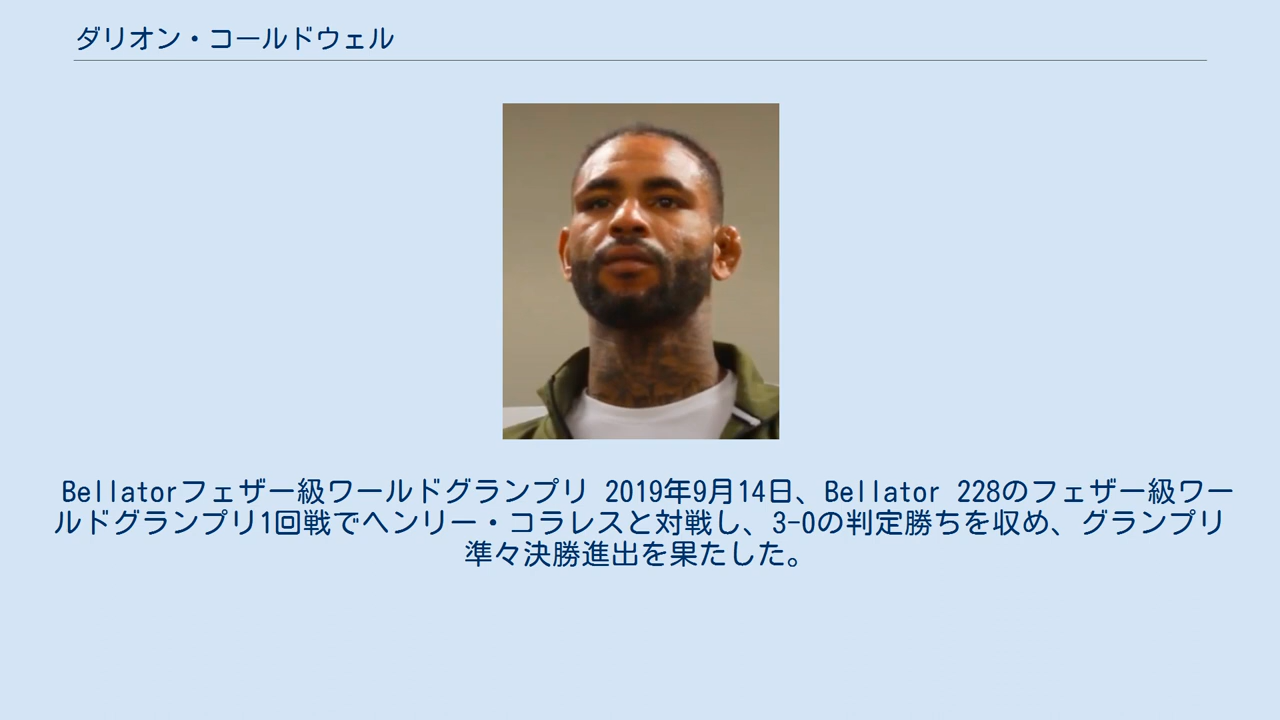 ダリオン・コールドウェル
Bellatorフェザー級ワールドグランプリ 2019年9月14日、Bellator 228のフェザー級ワー
ルドグランプリ1回戦でヘンリー・コラレスと対戦し、3-0の判定勝ちを収め、グランプリ
準々決勝進出を果たした。